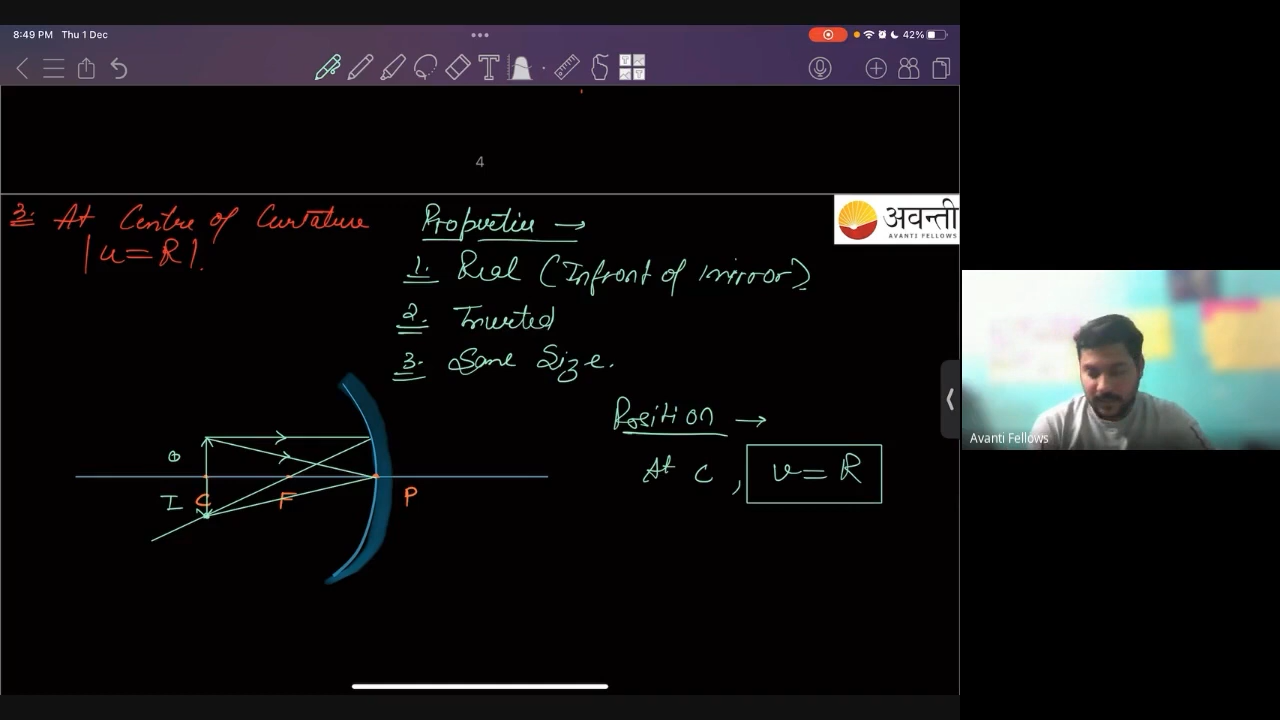 8:49 PM Thu 1 Dec
42%
4
3. At Centre of Curvature
|u = R|.
अवन्ती
AVANTI FELLOWS
Properties →
1. Real (Infront of mirror).
2. Inverted
3. Same Size.
Position →
At C, v = R
O
I C F P
Avanti Fellows